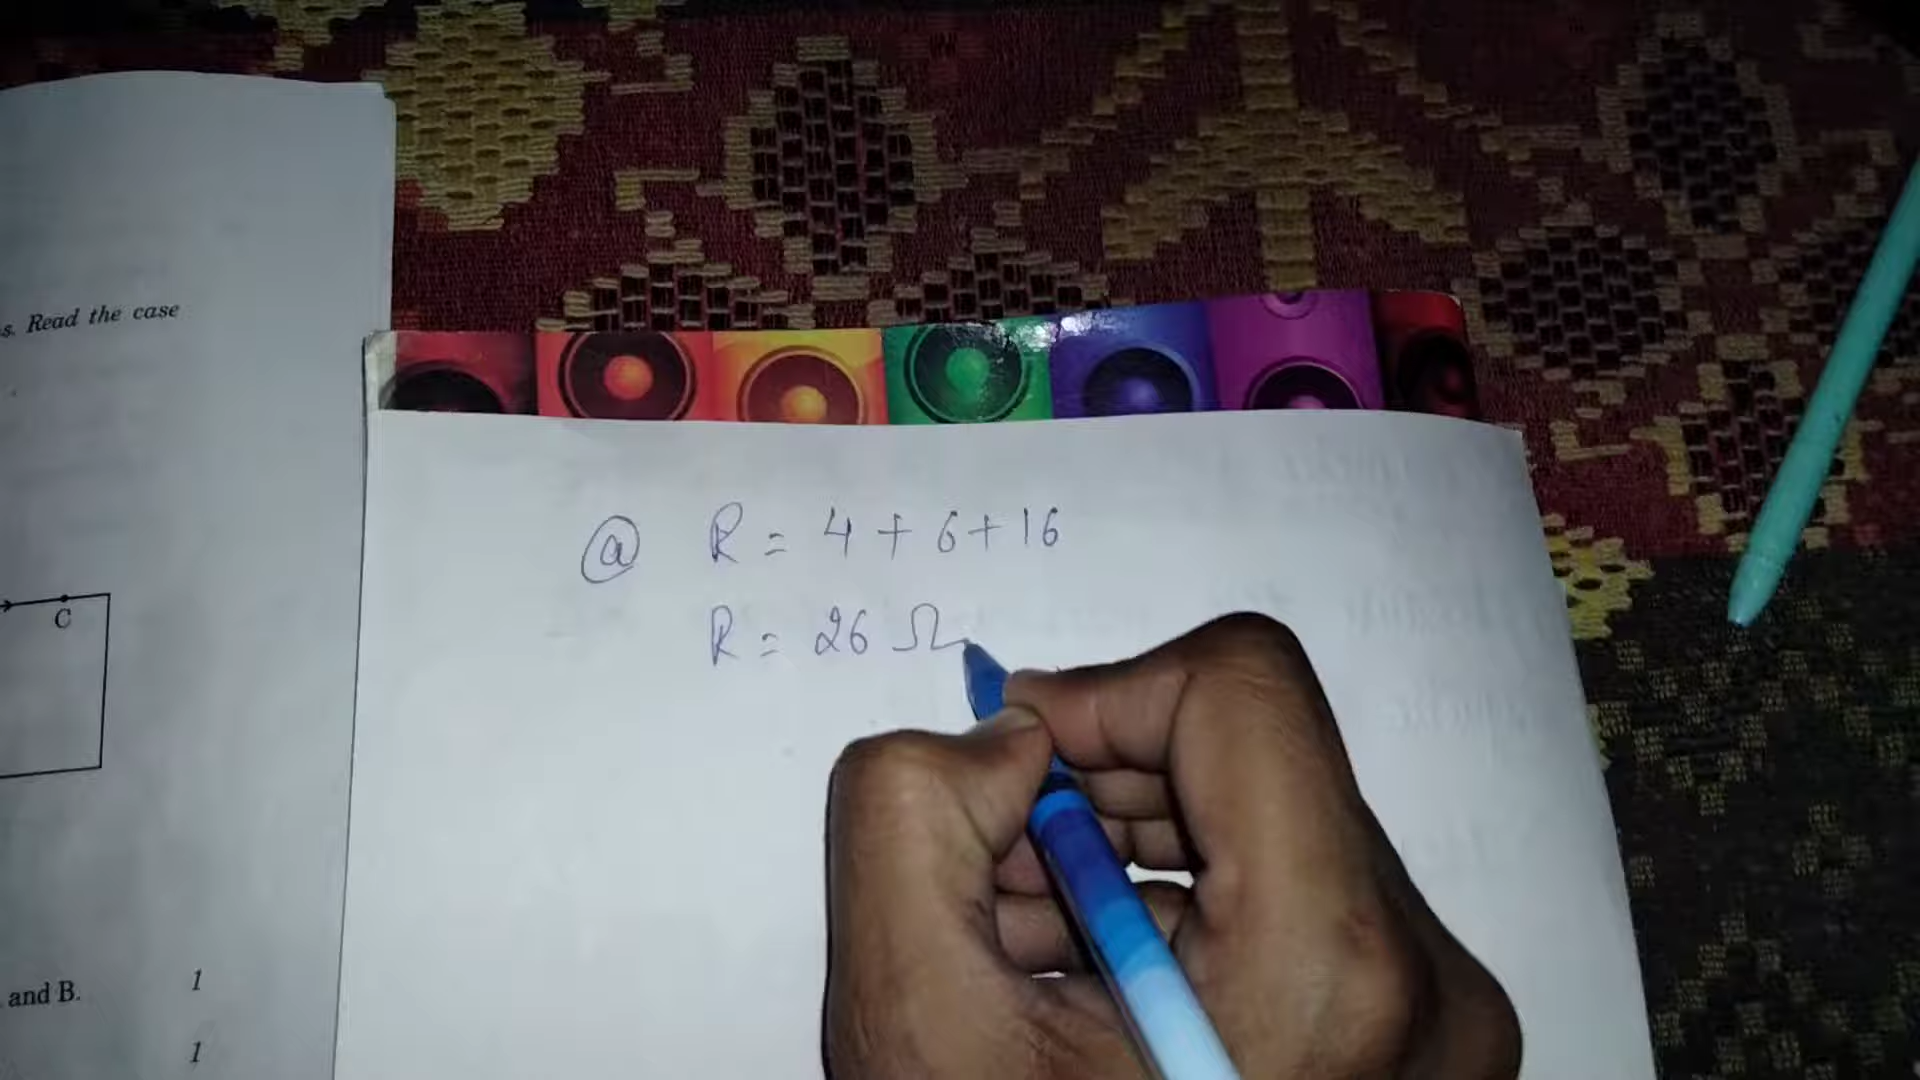 s. Read the case
C
and B. 1
1
ⓐ R = 4 + 6 + 16
R = 26 Ω